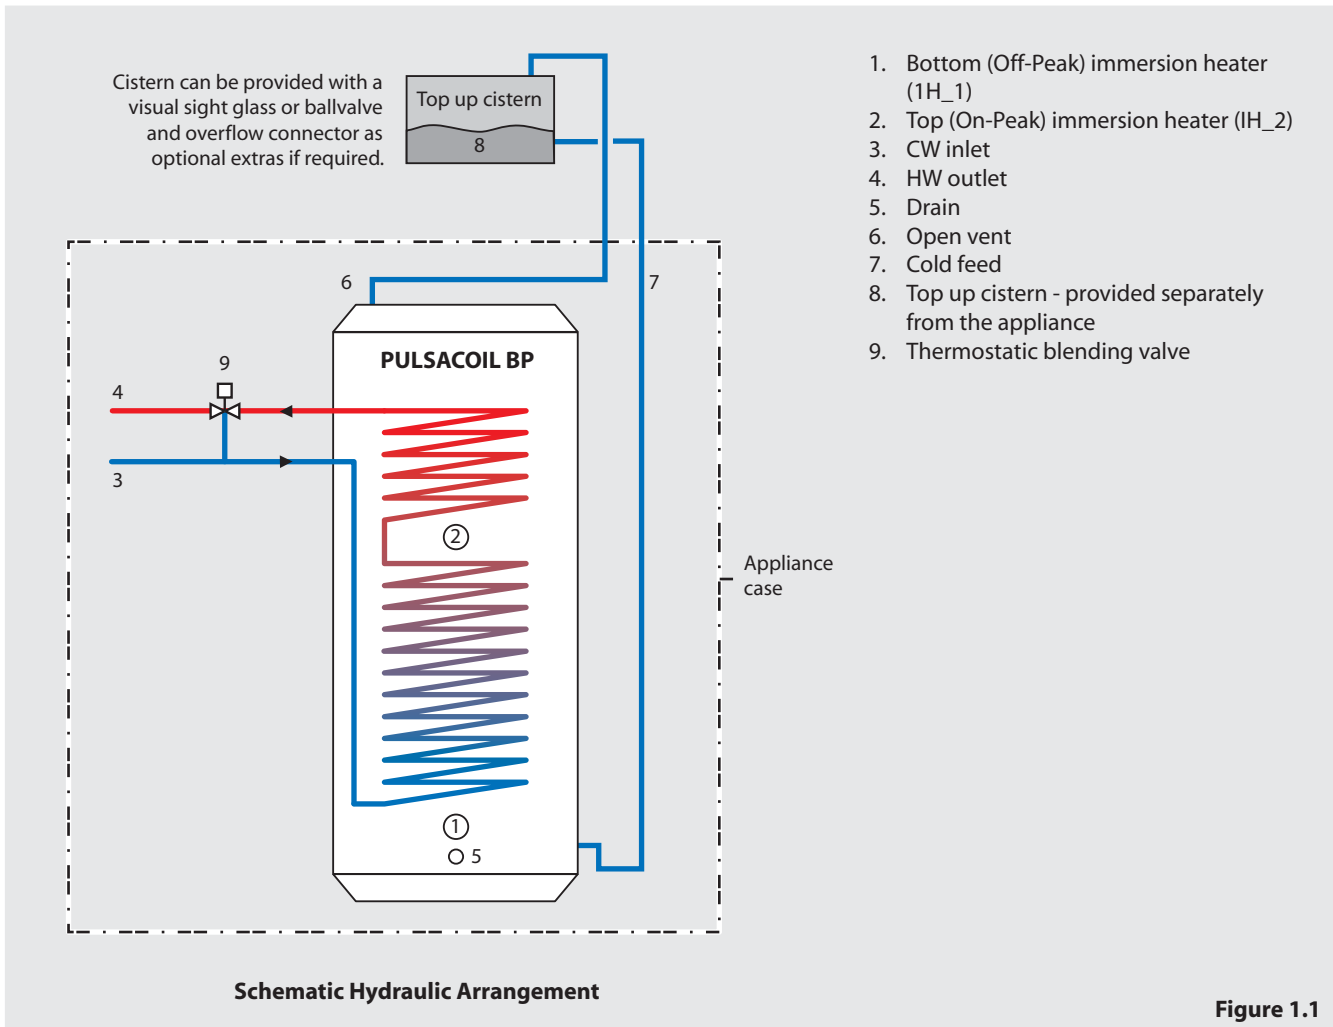 Cistern can be provided with a
visual sight glass or ballvalve
and overflow connector as
optional extras if required.
Top up cistern
8
6
7
PULSACOIL BP
9
4
3
2
1
5
Appliance
case
1. Bottom (Off-Peak) immersion heater
(1H_1)
2. Top (On-Peak) immersion heater (IH_2)
3. CW inlet
4. HW outlet
5. Drain
6. Open vent
7. Cold feed
8. Top up cistern - provided separately
from the appliance
9. Thermostatic blending valve
Schematic Hydraulic Arrangement
Figure 1.1